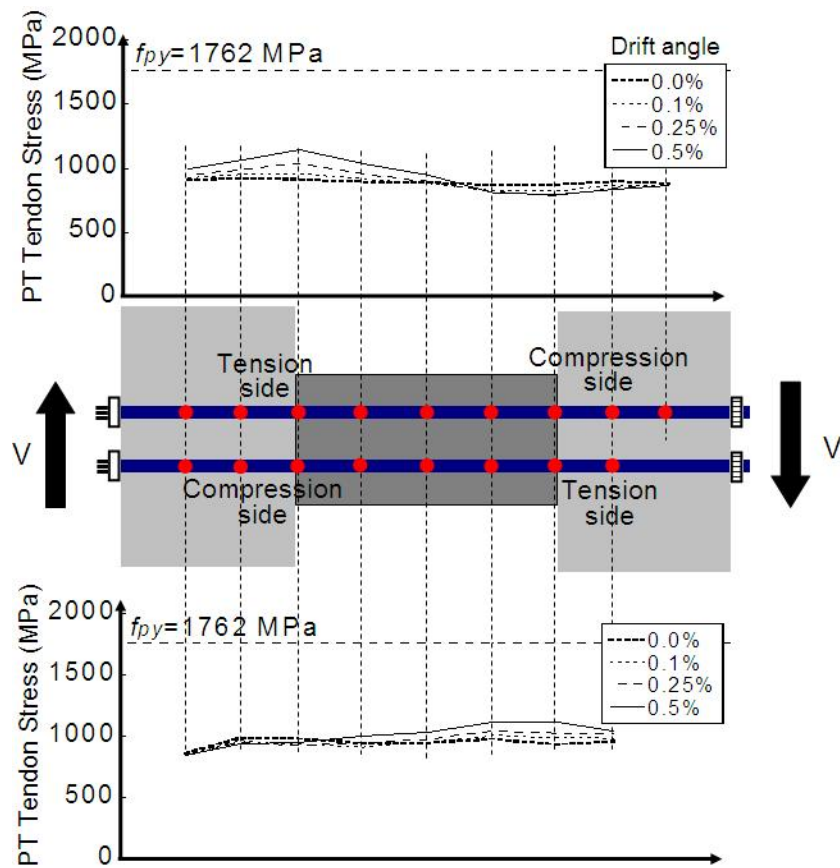 PT Tendon Stress (MPa)
2000
1500
1000
500
0
fpy=1762 MPa
Drift angle
0.0%
0.1%
0.25%
0.5%
Tension
side
Compression
side
V
V
Compression
side
Tension
side
PT Tendon Stress (MPa)
2000
1500
1000
500
0
fpy=1762 MPa
0.0%
0.1%
0.25%
0.5%